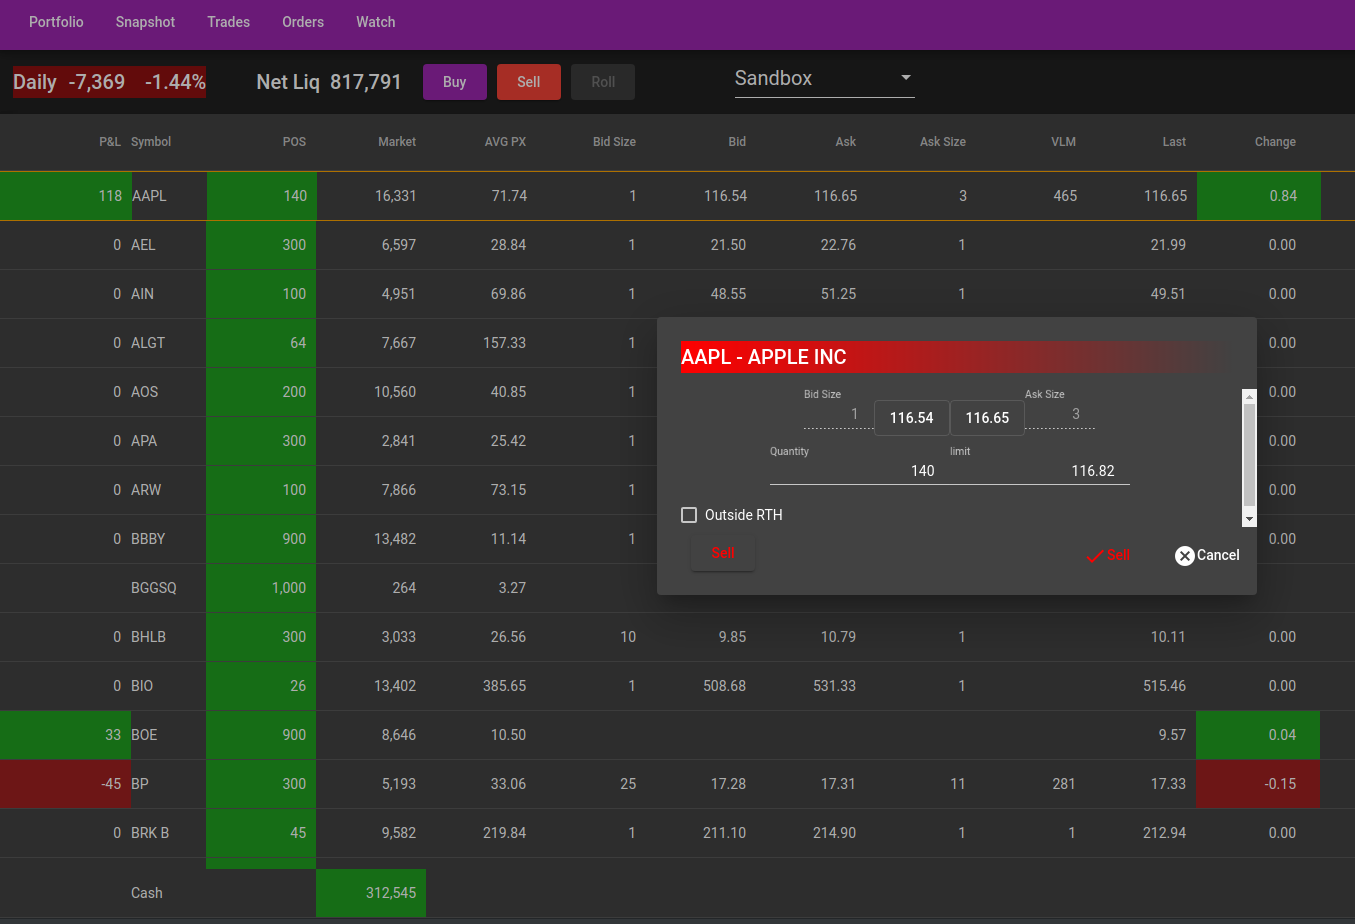 Portfolio Snapshot Trades Orders Watch
Daily -7,369 -1.44% Net Liq 817,791 Buy Sell Roll Sandbox
P&L Symbol POS Market AVG PX Bid Size Bid Ask Ask Size VLM Last Change
118 AAPL 140 16,331 71.74 1 116.54 116.65 3 465 116.65 0.84
0 AEL 300 6,597 28.84 1 21.50 22.76 1 21.99 0.00
0 AIN 100 4,951 69.86 1 48.55 51.25 1 49.51 0.00
0 ALGT 64 7,667 157.33 1 0.00
0 AOS 200 10,560 40.85 1 0.00
0 APA 300 2,841 25.42 1 0.00
0 ARW 100 7,866 73.15 1 0.00
0 BBBY 900 13,482 11.14 1 0.00
BGGSQ 1,000 264 3.27
0 BHLB 300 3,033 26.56 10 9.85 10.79 1 10.11 0.00
0 BIO 26 13,402 385.65 1 508.68 531.33 1 515.46 0.00
33 BOE 900 8,646 10.50 9.57 0.04
-45 BP 300 5,193 33.06 25 17.28 17.31 11 281 17.33 -0.15
0 BRK B 45 9,582 219.84 1 211.10 214.90 1 1 212.94 0.00
Cash 312,545
AAPL - APPLE INC
Bid Size Ask Size
1 116.54 116.65 3
Quantity limit
140 116.82
Outside RTH
Sell Sell Cancel